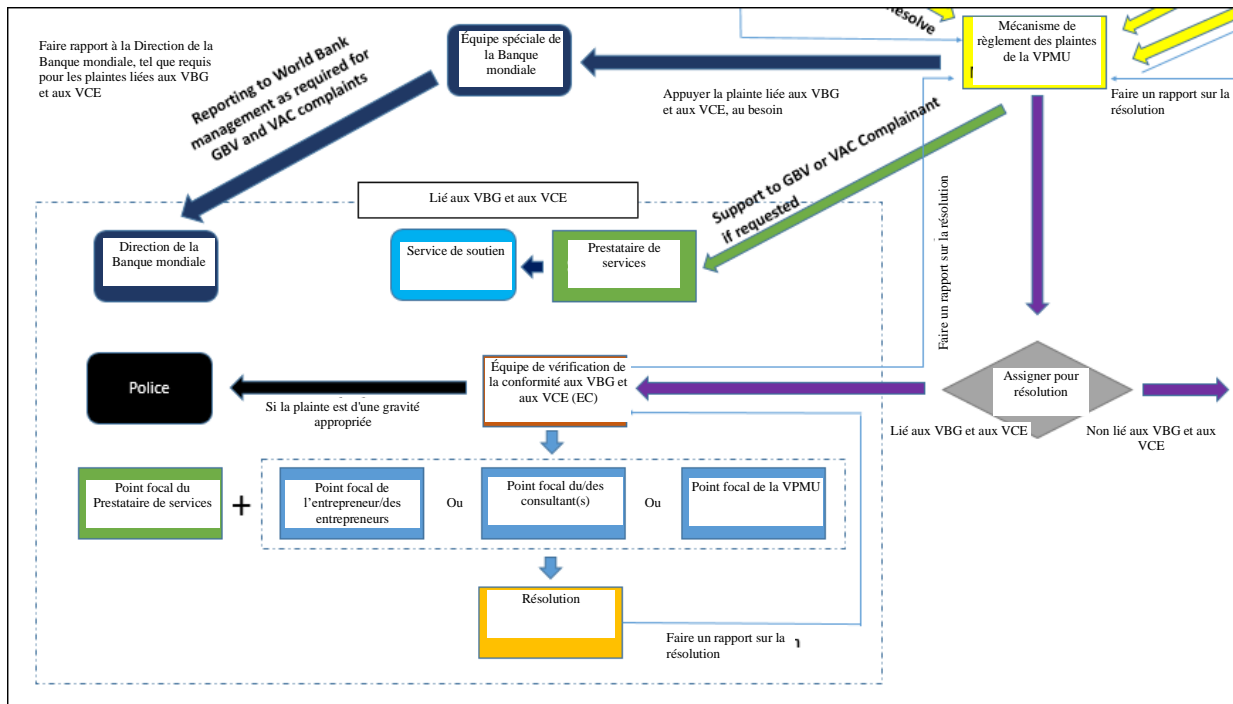 Resolve
Mécanisme de
règlement des plaintes
de la VPMU
Faire rapport à la Direction de la
Banque mondiale, tel que requis
pour les plaintes liées aux VBG
et aux VCE
Équipe spéciale de la
Banque mondiale
Reporting to World Bank
management as required for
GBV and VAC complaints
Appuyer la plainte liée aux VBG
et aux VCE, au besoin
Faire un rapport sur la
résolution
Support to GBV or VAC Complainant
if requested
Lié aux VBG et aux VCE
Direction de la
Banque mondiale
Service de soutien
Prestataire de
services
Faire un rapport sur la résolution
Police
Si la plainte est d'une gravité
appropriée
Équipe de vérification de
la conformité aux VBG et
aux VCE (EC)
Assigner pour
résolution
Lié aux VBG et aux VCE
Non lié aux VBG et aux
VCE
Point focal du
Prestataire de services
+
Point focal de
l’entrepreneur/des
entrepreneurs
Ou
Point focal du/des
consultant(s)
Ou
Point focal de la VPMU
Résolution
Faire un rapport sur la
résolution